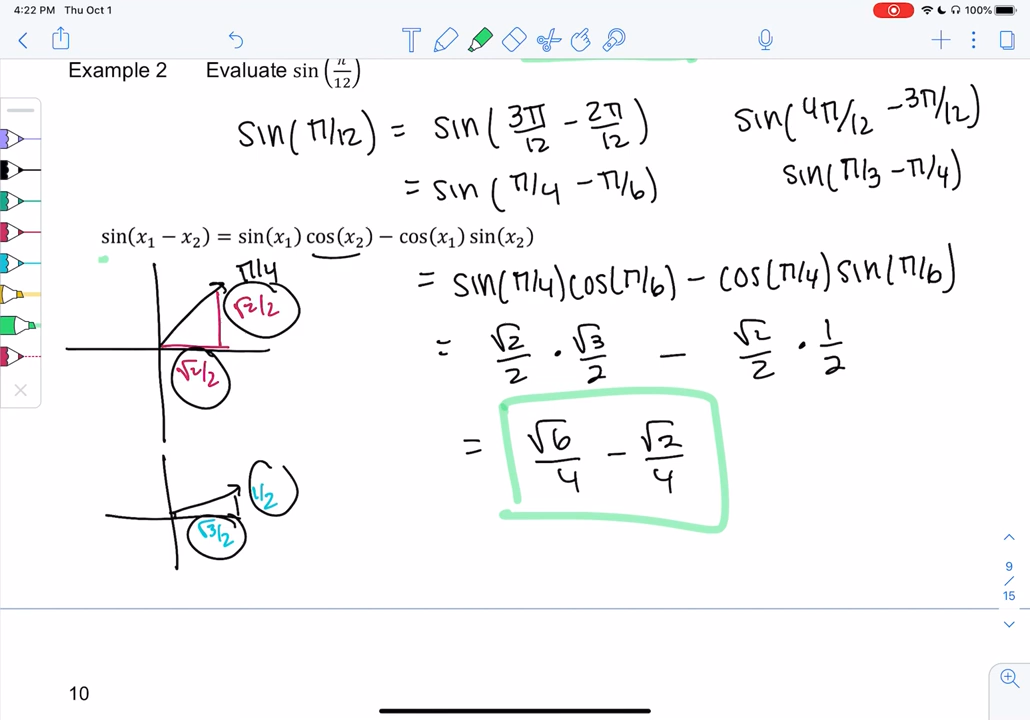 4:22 PM Thu Oct 1
100%
T
Example 2 Evaluate sin (π/12)
sin(π/12) = sin(3π/12 - 2π/12)
sin(4π/12 - 3π/12)
= sin(π/4 - π/6)
sin(π/3 - π/4)
sin(x₁ − x₂) = sin(x₁) cos(x₂) − cos(x₁) sin(x₂)
π/4
√2/2
√2/2
= sin(π/4)cos(π/6) - cos(π/4)sin(π/6)
= √2/2 · √3/2 - √2/2 · 1/2
= √6/4 - √2/4
1/2
√3/2
9
/
15
10